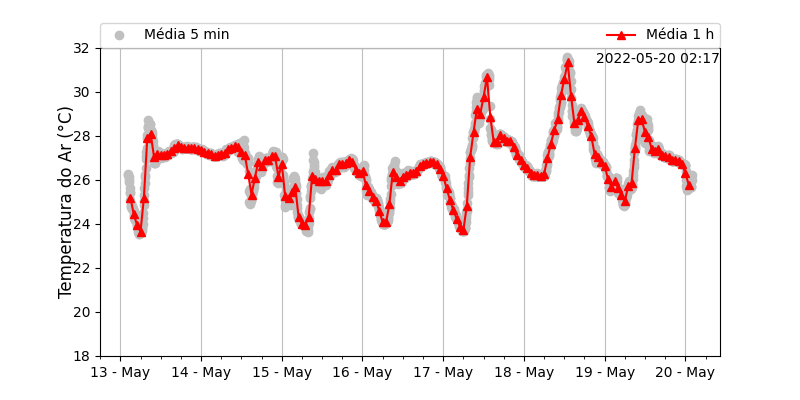 Média 5 min
Média 1 h
2022-05-20 02:17
Temperatura do Ar (°C)
32
30
28
26
24
22
20
18
13 - May
14 - May
15 - May
16 - May
17 - May
18 - May
19 - May
20 - May